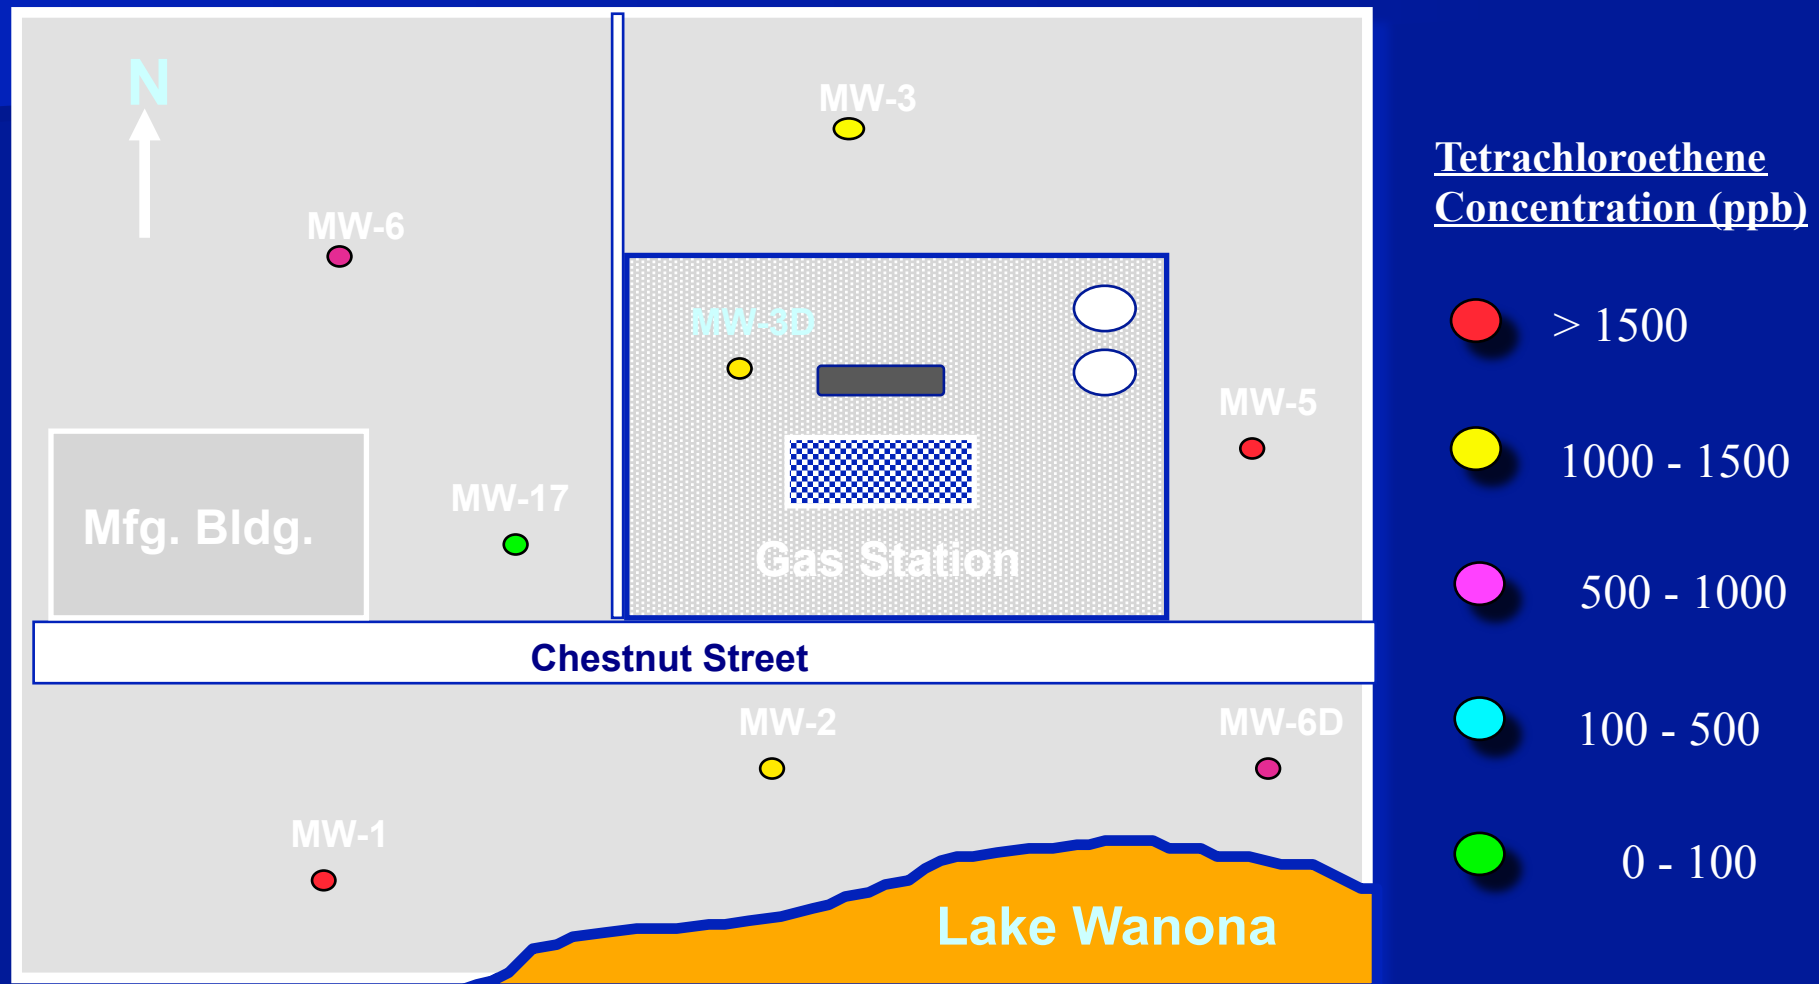 N
MW-3
MW-6
MW-3D
MW-5
MW-17
Mfg. Bldg.
Gas Station
Chestnut Street
MW-2
MW-6D
MW-1
Lake Wanona
Tetrachloroethene
Concentration (ppb)
> 1500
1000 - 1500
500 - 1000
100 - 500
0 - 100